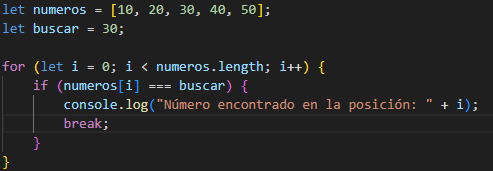 let numeros = [10, 20, 30, 40, 50];
let buscar = 30;

for (let i = 0; i < numeros.length; i++) {
    if (numeros[i] === buscar) {
        console.log("Número encontrado en la posición: " + i);
        break;
    }
}